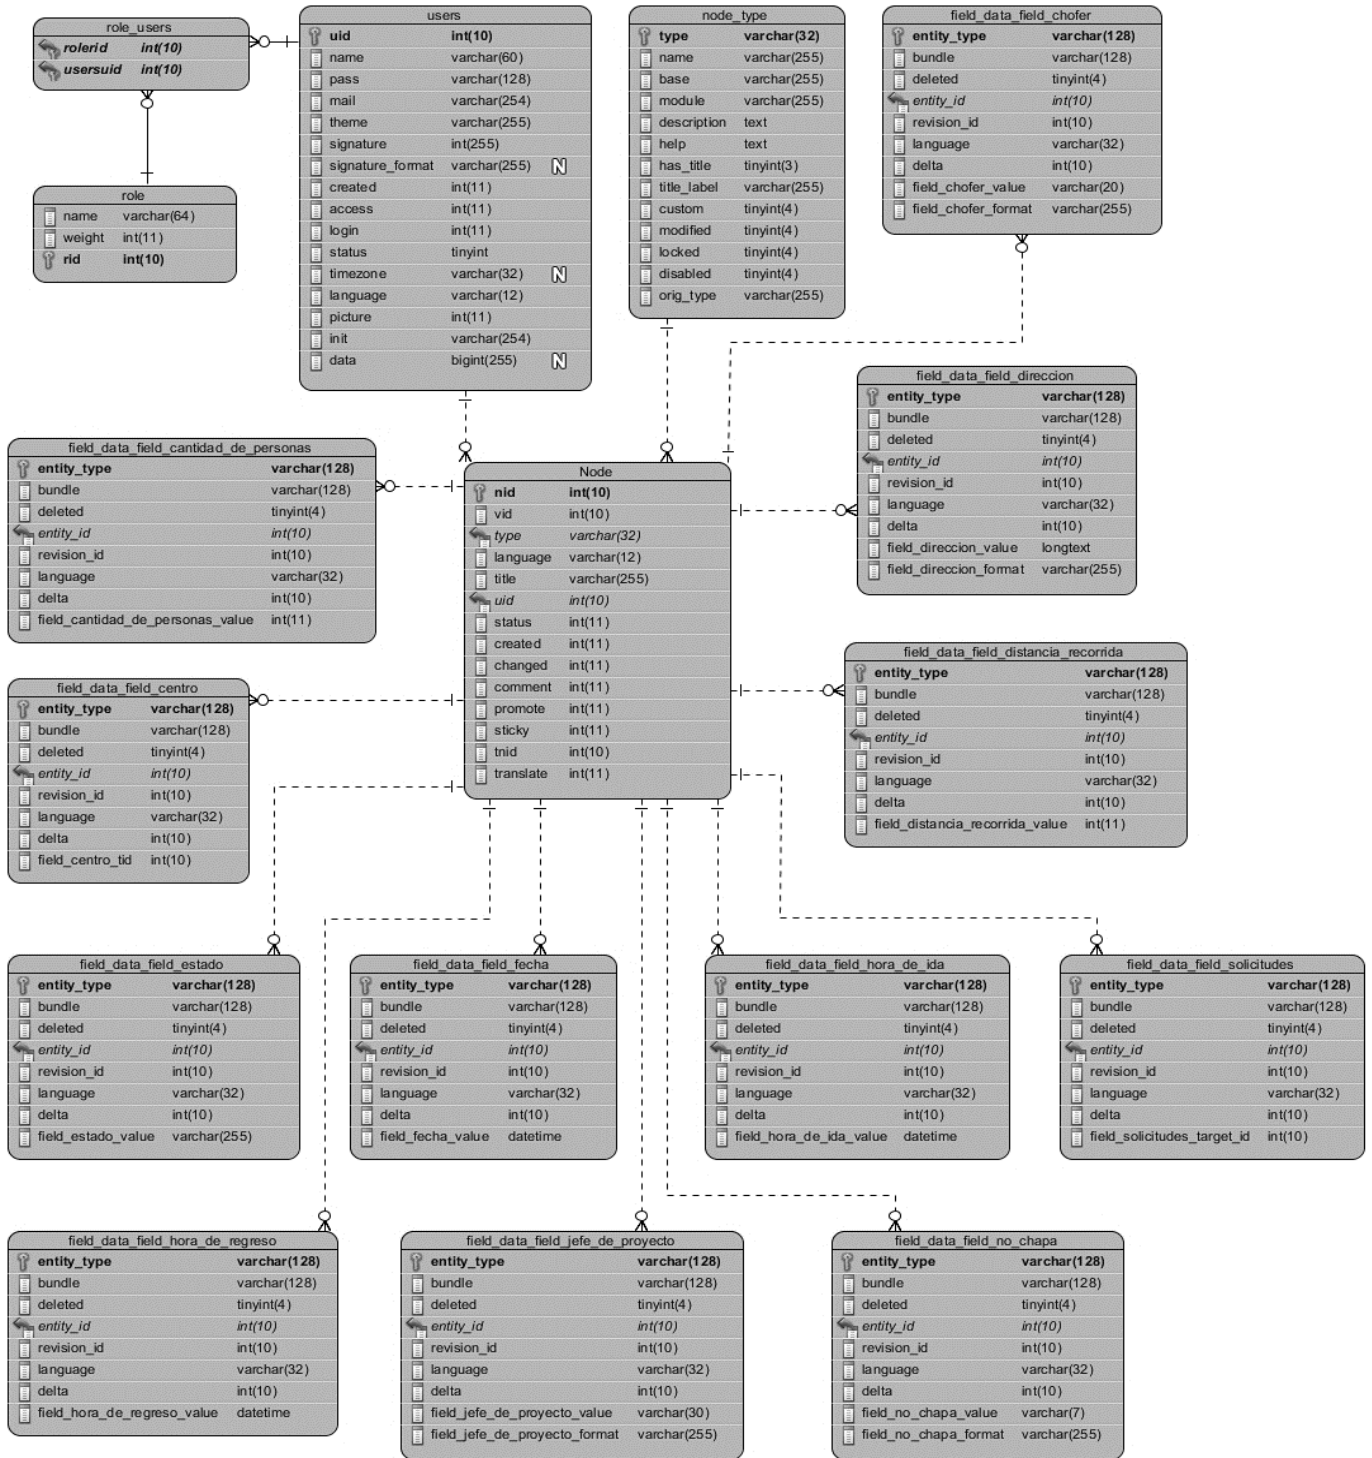 role_users
rolerid int(10)
usersuid int(10)
users
uid int(10)
name varchar(60)
pass varchar(128)
mail varchar(254)
theme varchar(255)
signature int(255)
signature_format varchar(255) N
created int(11)
access int(11)
login int(11)
status tinyint
timezone varchar(32) N
language varchar(12)
picture int(11)
init varchar(254)
data bigint(255) N
node_type
type varchar(32)
name varchar(255)
base varchar(255)
module varchar(255)
description text
help text
has_title tinyint(3)
title_label varchar(255)
custom tinyint(4)
modified tinyint(4)
locked tinyint(4)
disabled tinyint(4)
orig_type varchar(255)
field_data_field_chofer
entity_type varchar(128)
bundle varchar(128)
deleted tinyint(4)
entity_id int(10)
revision_id int(10)
language varchar(32)
delta int(10)
field_chofer_value varchar(20)
field_chofer_format varchar(255)
role
name varchar(64)
weight int(11)
rid int(10)
field_data_field_direccion
entity_type varchar(128)
bundle varchar(128)
deleted tinyint(4)
entity_id int(10)
revision_id int(10)
language varchar(32)
delta int(10)
field_direccion_value longtext
field_direccion_format varchar(255)
field_data_field_cantidad_de_personas
entity_type varchar(128)
bundle varchar(128)
deleted tinyint(4)
entity_id int(10)
revision_id int(10)
language varchar(32)
delta int(10)
field_cantidad_de_personas_value int(11)
Node
nid int(10)
vid int(10)
type varchar(32)
language varchar(12)
title varchar(255)
uid int(10)
status int(11)
created int(11)
changed int(11)
comment int(11)
promote int(11)
sticky int(11)
tnid int(10)
translate int(11)
field_data_field_distancia_recorrida
entity_type varchar(128)
bundle varchar(128)
deleted tinyint(4)
entity_id int(10)
revision_id int(10)
language varchar(32)
delta int(10)
field_distancia_recorrida_value int(11)
field_data_field_centro
entity_type varchar(128)
bundle varchar(128)
deleted tinyint(4)
entity_id int(10)
revision_id int(10)
language varchar(32)
delta int(10)
field_centro_tid int(10)
field_data_field_estado
entity_type varchar(128)
bundle varchar(128)
deleted tinyint(4)
entity_id int(10)
revision_id int(10)
language varchar(32)
delta int(10)
field_estado_value varchar(255)
field_data_field_fecha
entity_type varchar(128)
bundle varchar(128)
deleted tinyint(4)
entity_id int(10)
revision_id int(10)
language varchar(32)
delta int(10)
field_fecha_value datetime
field_data_field_hora_de_ida
entity_type varchar(128)
bundle varchar(128)
deleted tinyint(4)
entity_id int(10)
revision_id int(10)
language varchar(32)
delta int(10)
field_hora_de_ida_value datetime
field_data_field_solicitudes
entity_type varchar(128)
bundle varchar(128)
deleted tinyint(4)
entity_id int(10)
revision_id int(10)
language varchar(32)
delta int(10)
field_solicitudes_target_id int(10)
field_data_field_hora_de_regreso
entity_type varchar(128)
bundle varchar(128)
deleted tinyint(4)
entity_id int(10)
revision_id int(10)
language varchar(32)
delta int(10)
field_hora_de_regreso_value datetime
field_data_field_jefe_de_proyecto
entity_type varchar(128)
bundle varchar(128)
deleted tinyint(4)
entity_id int(10)
revision_id int(10)
language varchar(32)
delta int(10)
field_jefe_de_proyecto_value varchar(30)
field_jefe_de_proyecto_format varchar(255)
field_data_field_no_chapa
entity_type varchar(128)
bundle varchar(128)
deleted tinyint(4)
entity_id int(10)
revision_id int(10)
language varchar(32)
delta int(10)
field_no_chapa_value varchar(7)
field_no_chapa_format varchar(255)